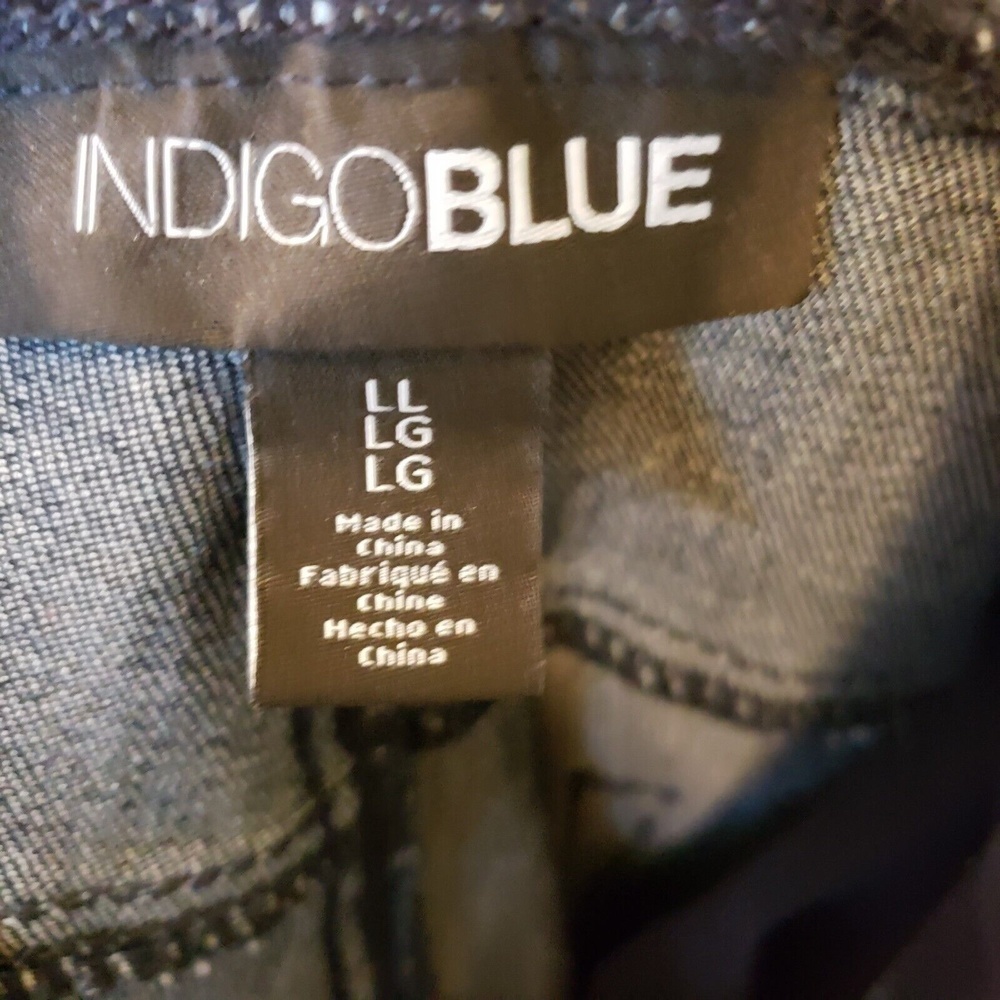 INDIGOBLUE
LL
LG
LG
Made in
China
Fabriqué en
Chine
Hecho en
China